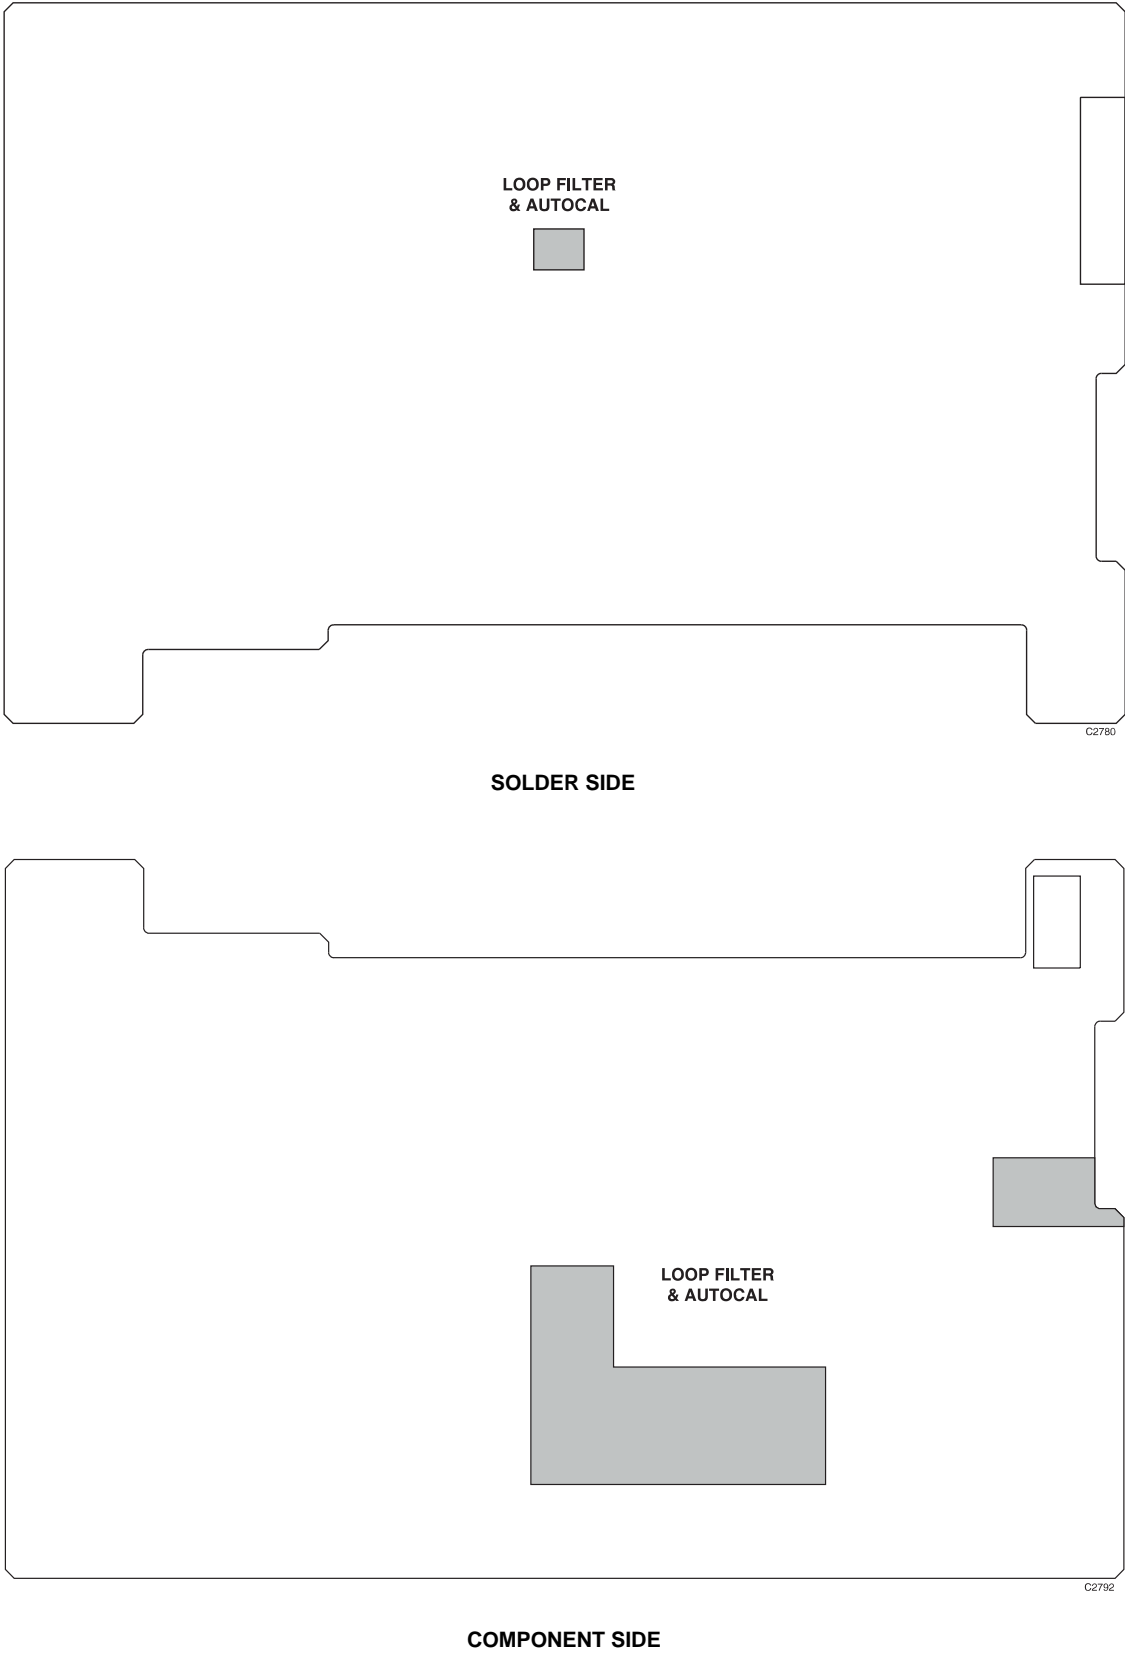 LOOP FILTER
& AUTOCAL
C2780
SOLDER SIDE
LOOP FILTER
& AUTOCAL
C2792
COMPONENT SIDE